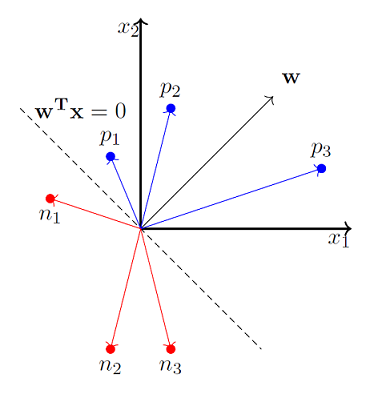 x₂
w
p₂
wᵀx = 0
p₁
p₃
n₁
x₁
n₂
n₃